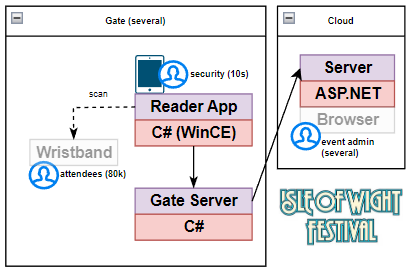 Gate (several)
security (10s)
scan
Reader App
C# (WinCE)
Wristband
attendees (80k)
Gate Server
C#
Cloud
Server
ASP.NET
Browser
event admin
(several)
ISLE OF WIGHT
FESTIVAL